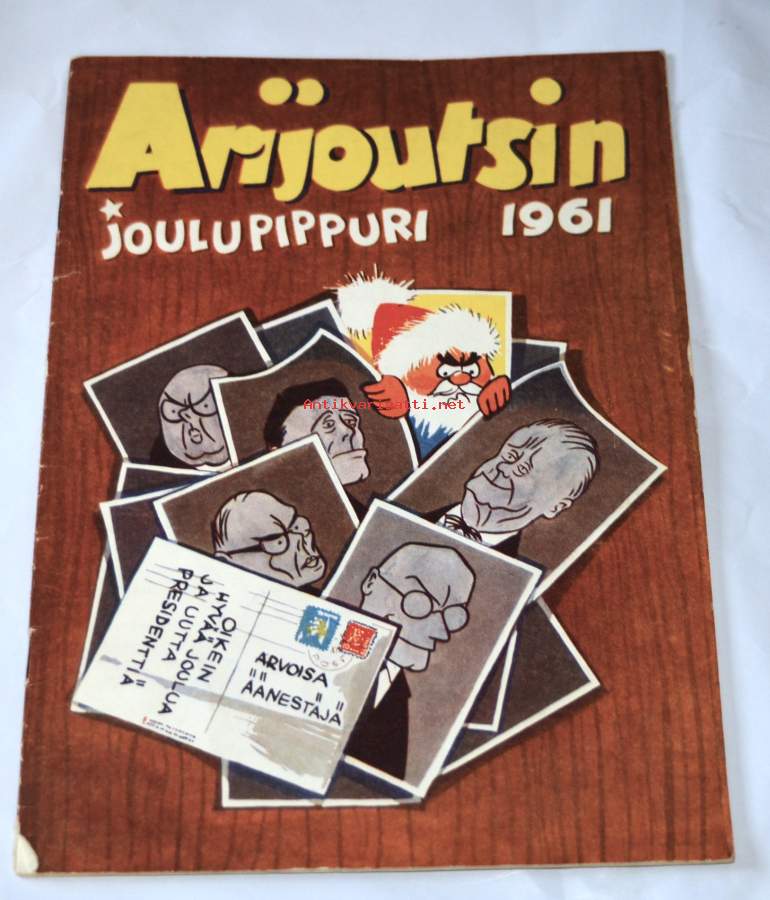 Arijoutsin
JOULUPIPPURI 1961
Antikvariaatti.net
OIKEIN
HYVÄÄ JOULUA
JA UUTTA
PRESIDENTTIÄ
ARVOISA
ÄÄNESTÄJÄ